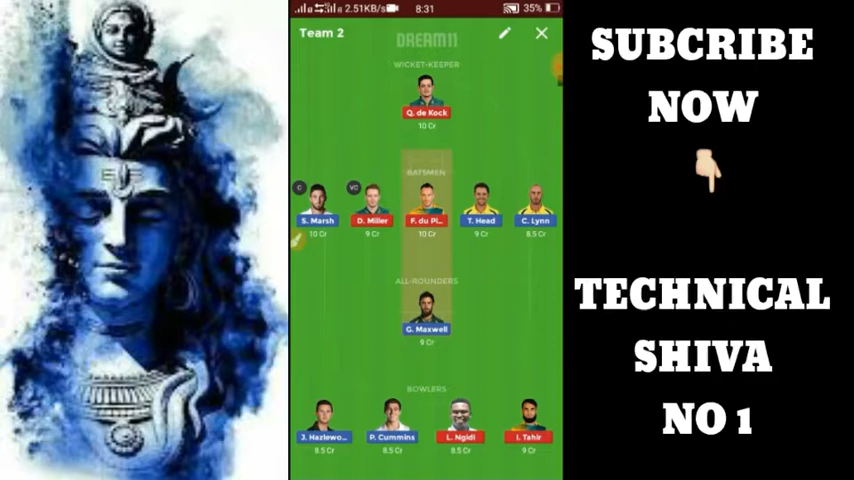 2.51KB/s 8:31 35%
Team 2
DREAM11
WICKET-KEEPER
Q. de Kock
10 Cr
BATSMEN
C VC
S. Marsh D. Miller F. du Pl... T. Head C. Lynn
10 Cr 9 Cr 10 Cr 9 Cr 8.5 Cr
ALL-ROUNDERS
G. Maxwell
9 Cr
BOWLERS
J. Hazlewo... P. Cummins L. Ngidi I. Tahir
8.5 Cr 8.5 Cr 8.5 Cr 9 Cr
SUBCRIBE
NOW
TECHNICAL
SHIVA
NO 1